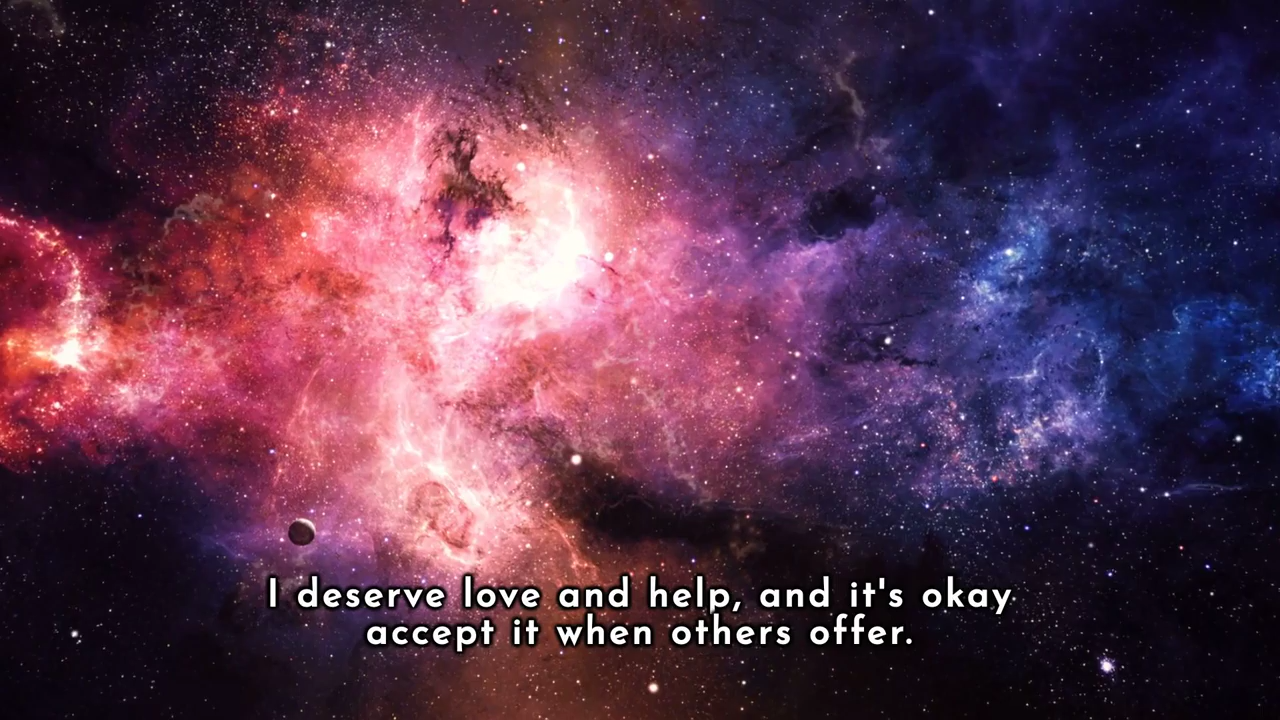 I deserve love and help, and it's okay
accept it when others offer.